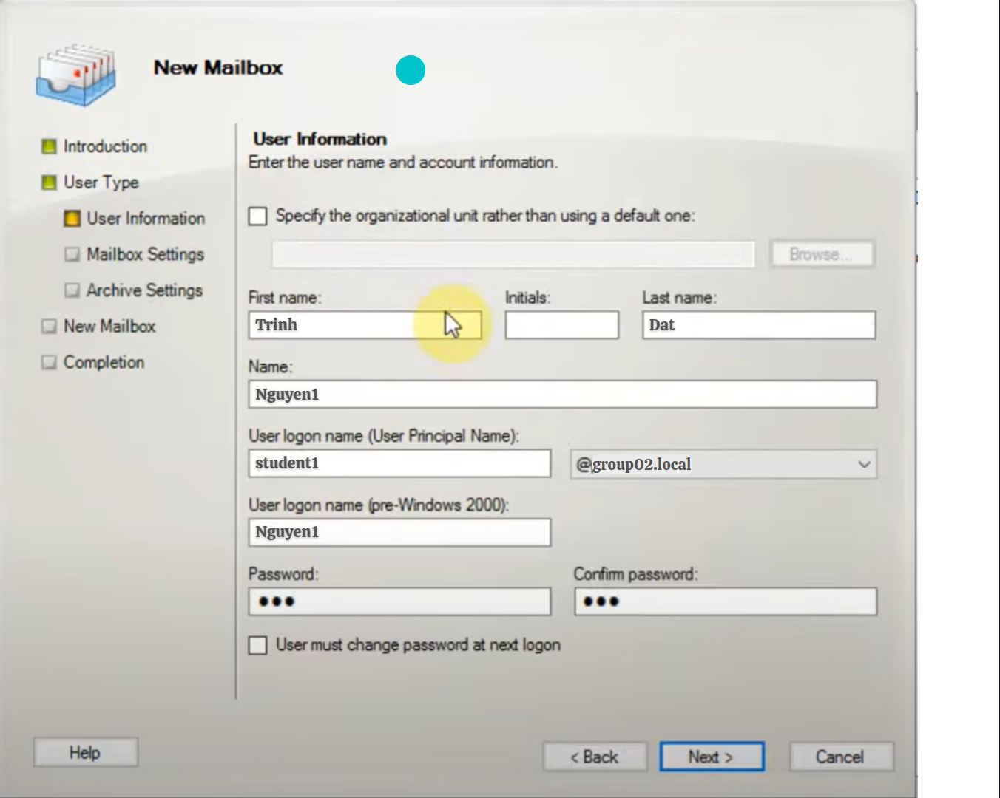 New Mailbox
Introduction
User Type
User Information
Mailbox Settings
Archive Settings
New Mailbox
Completion
User Information
Enter the user name and account information.
Specify the organizational unit rather than using a default one:
Browse...
First name: Initials: Last name:
Trinh Dat
Name:
Nguyen1
User logon name (User Principal Name):
student1 @group02.local
User logon name (pre-Windows 2000):
Nguyen1
Password: Confirm password:
●●● ●●●
User must change password at next logon
Help < Back Next > Cancel